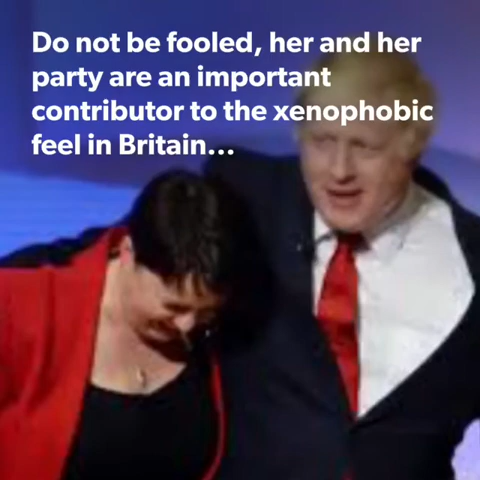 Do not be fooled, her and her
party are an important
contributor to the xenophobic
feel in Britain...